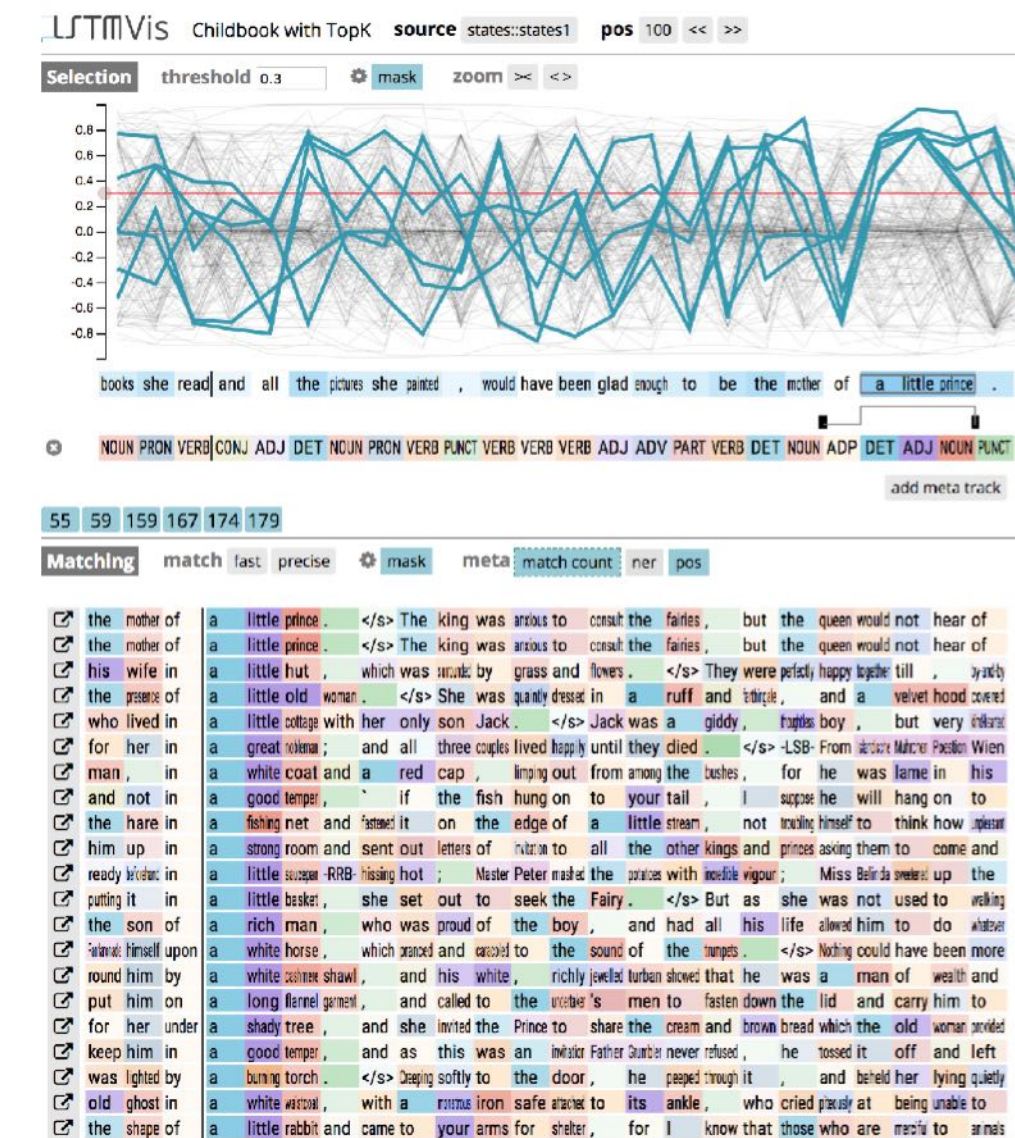 LSTMVis Childbook with TopK source states::states1 pos 100 << >>
Selection threshold 0.3 mask zoom >< <>
0.8
0.6
0.4
0.2
0.0
-0.2
-0.4
-0.6
-0.8
books she read and all the pictures she painted , would have been glad enough to be the mother of a little prince .
NOUN PRON VERB CONJ ADJ DET NOUN PRON VERB PUNCT VERB VERB VERB ADJ ADV PART VERB DET NOUN ADP DET ADJ NOUN PUNCT
add meta track
55 59 159 167 174 179
Matching match fast precise mask meta match count ner pos
the mother of a little prince . </s> The king was anxious to consult the fairies , but the queen would not hear of
the mother of a little prince . </s> The king was anxious to consult the fairies , but the queen would not hear of
his wife in a little hut , which was surrounded by grass and flowers . </s> They were perfectly happy together till , by-and-by
the presence of a little old woman . </s> She was quaintly dressed in a ruff and farthingale , and a velvet hood covered
who lived in a little cottage with her only son Jack . </s> Jack was a giddy , thoughtless boy , but very
for her in a great nobleman ; and all three couples lived happily until they died . </s> -LSB- From Wien
man , in a white coat and a red cap , limping out from among the bushes , for he was lame in his
and not in a good temper , ` if the fish hung on to your tail , I suppose he will hang on to
the hare in a fishing net and fastened it on the edge of a little stream , not troubling himself to think how unpleasant
him up in a strong room and sent out letters of invitation to all the other kings and princes asking them to come and
ready beforehand in a little saucepan -RRB- hissing hot ; Master Peter mashed the potatoes with incredible vigour ; Miss Belinda sweetened up the
putting it in a little basket , she set out to seek the Fairy . </s> But as she was not used to walking
the son of a rich man , who was proud of the boy , and had all his life allowed him to do whatever
himself upon a white horse , which pranced and caracoled to the sound of the trumpets . </s> Nothing could have been more
round him by a white cashmere shawl , and his white , richly jewelled turban showed that he was a man of wealth and
put him on a long flannel garment , and called to the undertaker 's men to fasten down the lid and carry him to
for her under a shady tree , and she invited the Prince to share the cream and brown bread which the old woman provided
keep him in a good temper , and as this was an invitation Father Grumbler never refused , he tossed it off and left
was lighted by a burning torch . </s> Creeping softly to the door , he peeped through it , and beheld her lying quietly
old ghost in a white waistcoat , with a monstrous iron safe attached to its ankle , who cried piteously at being unable to
the shape of a little rabbit and came to your arms for shelter , for I know that those who are merciful to animals